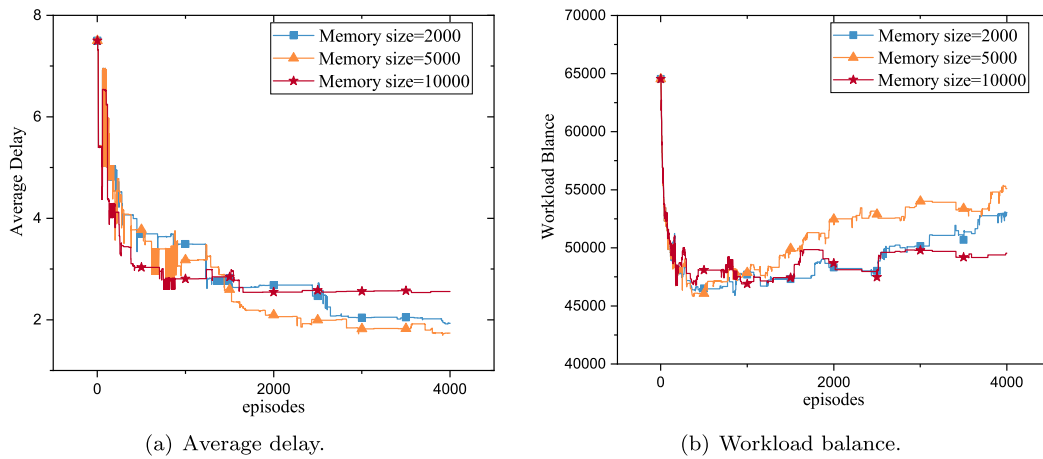 8
6
4
2
Average Delay
Memory size=2000
Memory size=5000
Memory size=10000
0
2000
4000
episodes
(a) Average delay.
70000
65000
60000
55000
50000
45000
40000
Workload Blance
Memory size=2000
Memory size=5000
Memory size=10000
0
2000
4000
episodes
(b) Workload balance.